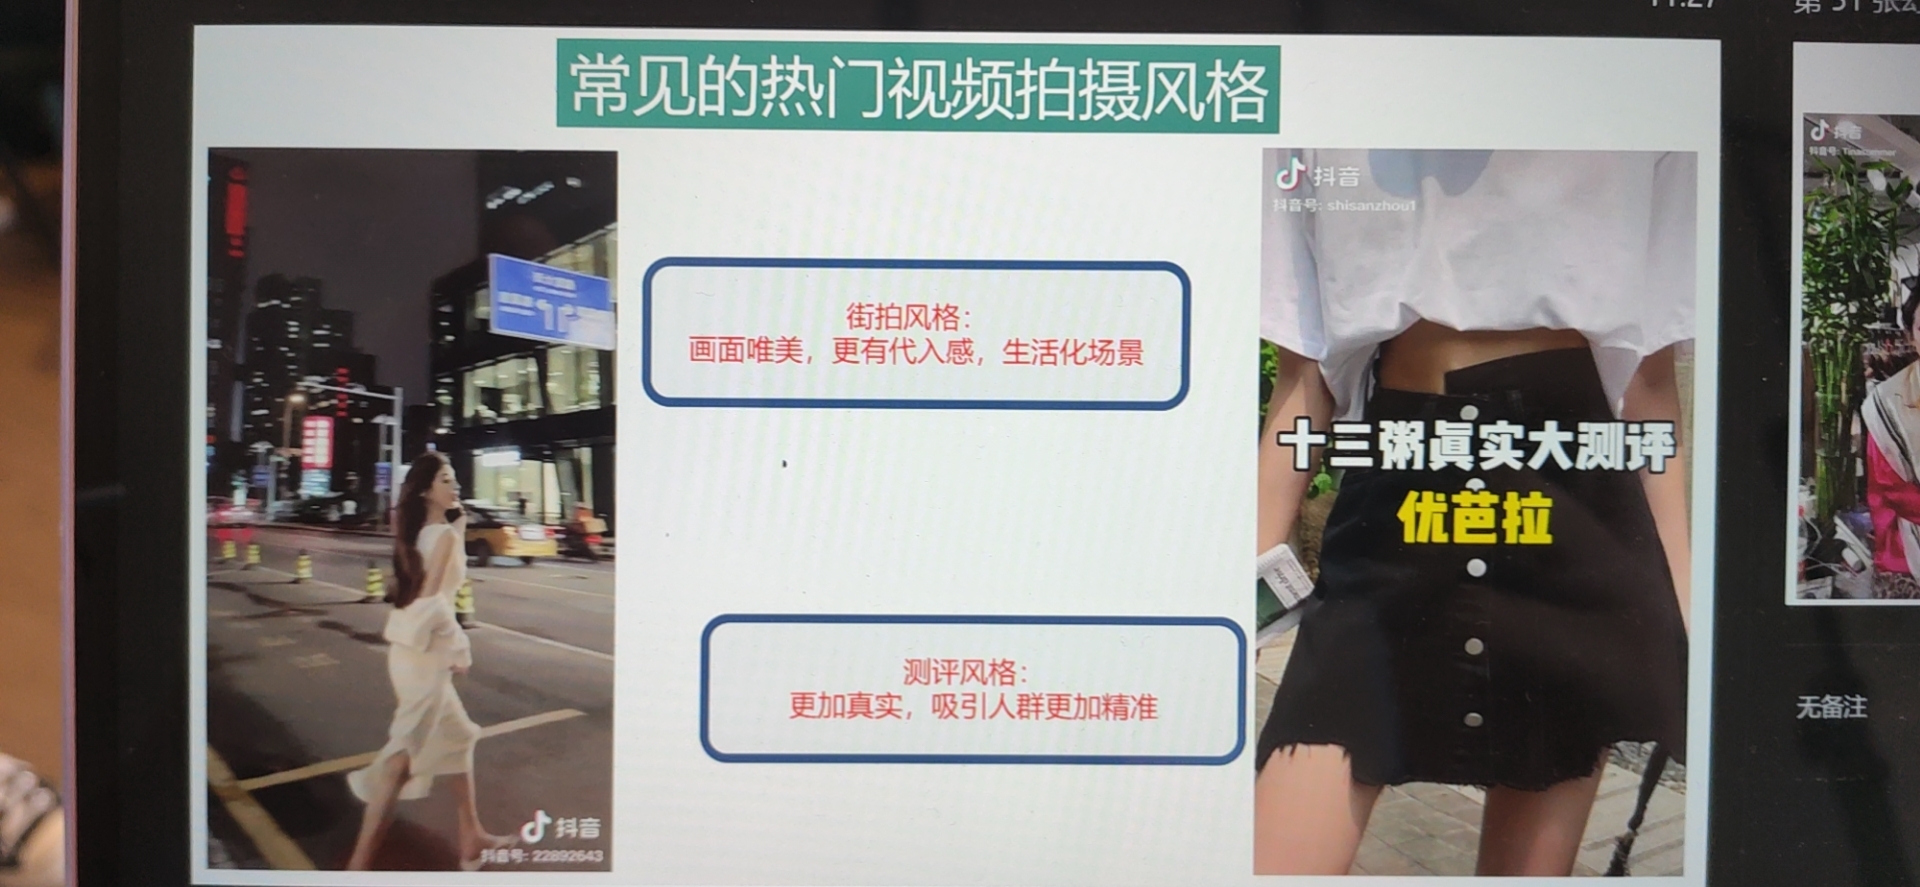 常见的热门视频拍摄风格
街拍风格：
画面唯美，更有代入感，生活化场景
测评风格：
更加真实，吸引人群更加精准
抖音
抖音号: 22892643
抖音
抖音号: shisanzhou1
十三粥真实大测评
优芭拉
抖音
无备注